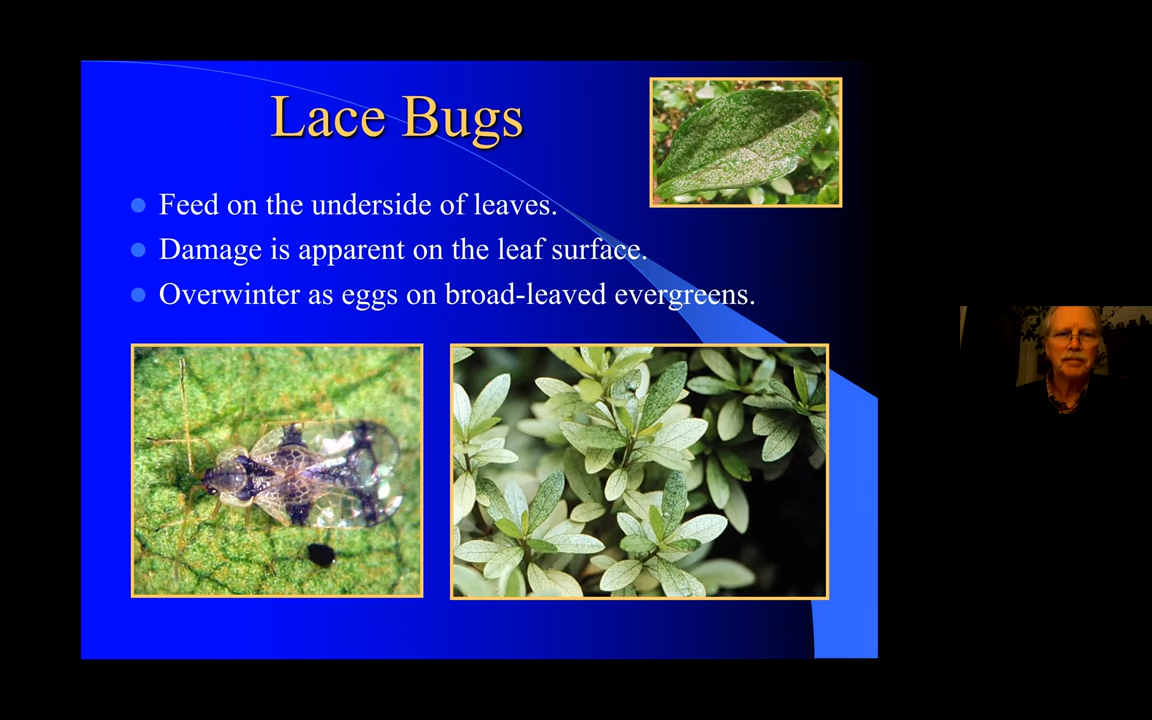 Lace Bugs
Feed on the underside of leaves.
Damage is apparent on the leaf surface.
Overwinter as eggs on broad-leaved evergreens.